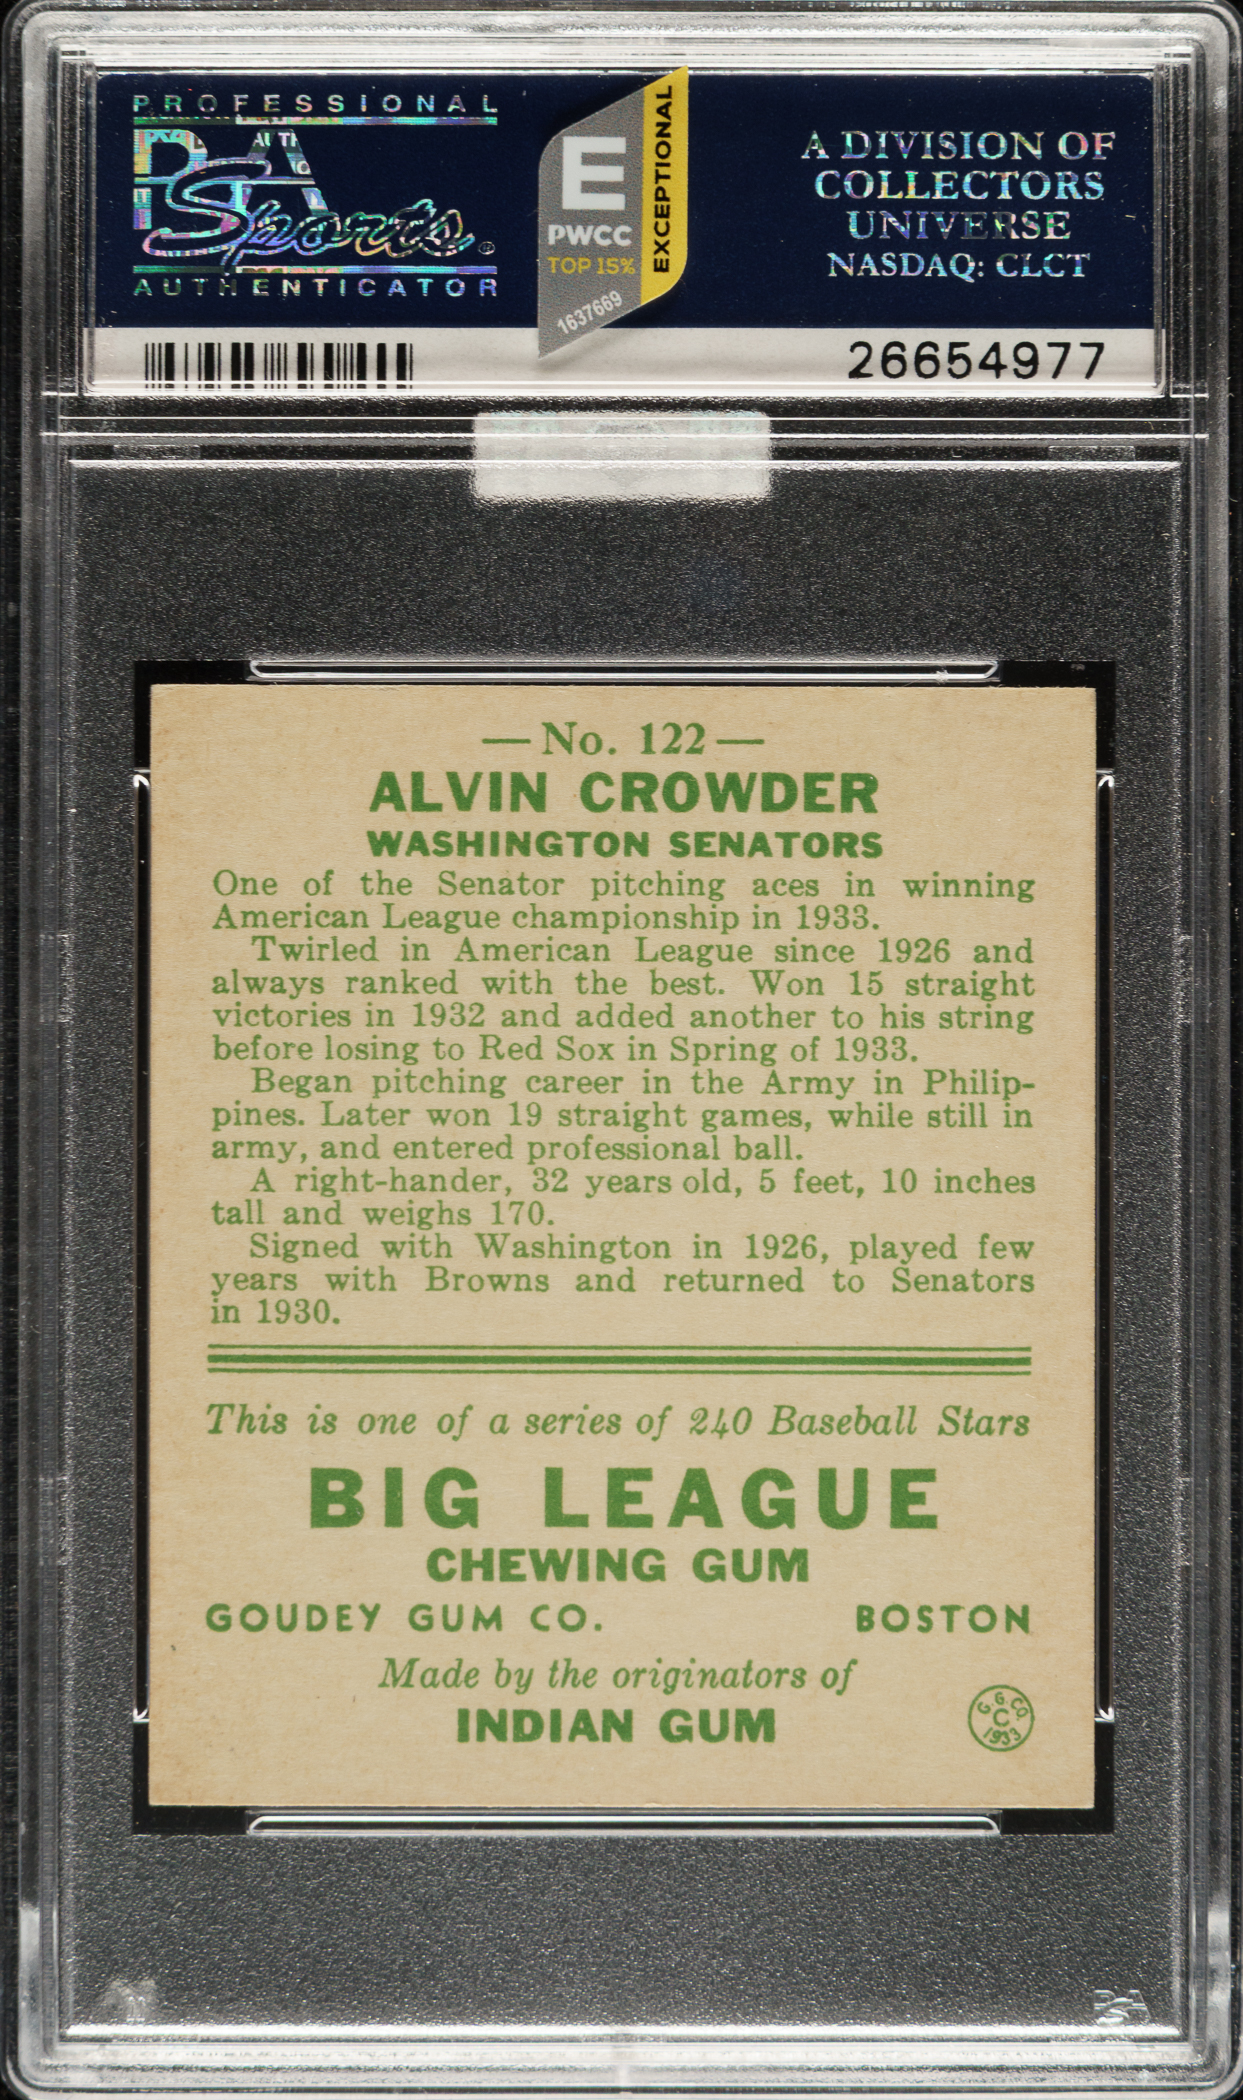 PROFESSIONAL
PSA
Sports
AUTHENTICATOR
E
PWCC
TOP 15%
EXCEPTIONAL
1637669
A DIVISION OF
COLLECTORS
UNIVERSE
NASDAQ: CLCT
26654977
—No. 122—
ALVIN CROWDER
WASHINGTON SENATORS
One of the Senator pitching aces in winning
American League championship in 1933.
Twirled in American League since 1926 and
always ranked with the best. Won 15 straight
victories in 1932 and added another to his string
before losing to Red Sox in Spring of 1933.
Began pitching career in the Army in Philip-
pines. Later won 19 straight games, while still in
army, and entered professional ball.
A right-hander, 32 years old, 5 feet, 10 inches
tall and weighs 170.
Signed with Washington in 1926, played few
years with Browns and returned to Senators
in 1930.
This is one of a series of 240 Baseball Stars
BIG LEAGUE
CHEWING GUM
GOUDEY GUM CO. BOSTON
Made by the originators of
INDIAN GUM
G.G.CO.
C
1933
PSA